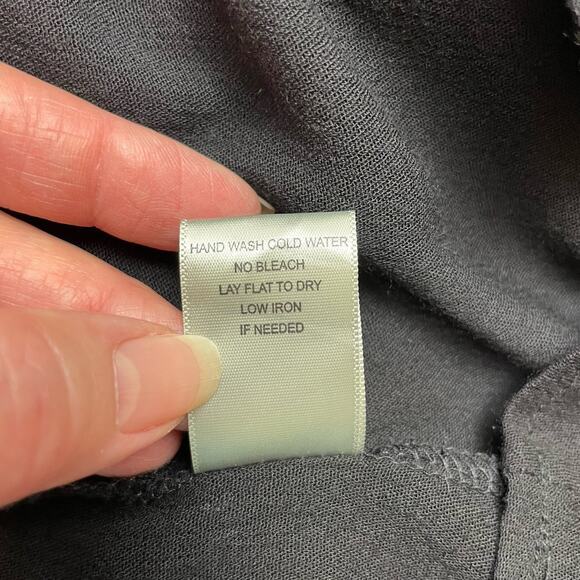 HAND WASH COLD WATER
NO BLEACH
LAY FLAT TO DRY
LOW IRON
IF NEEDED